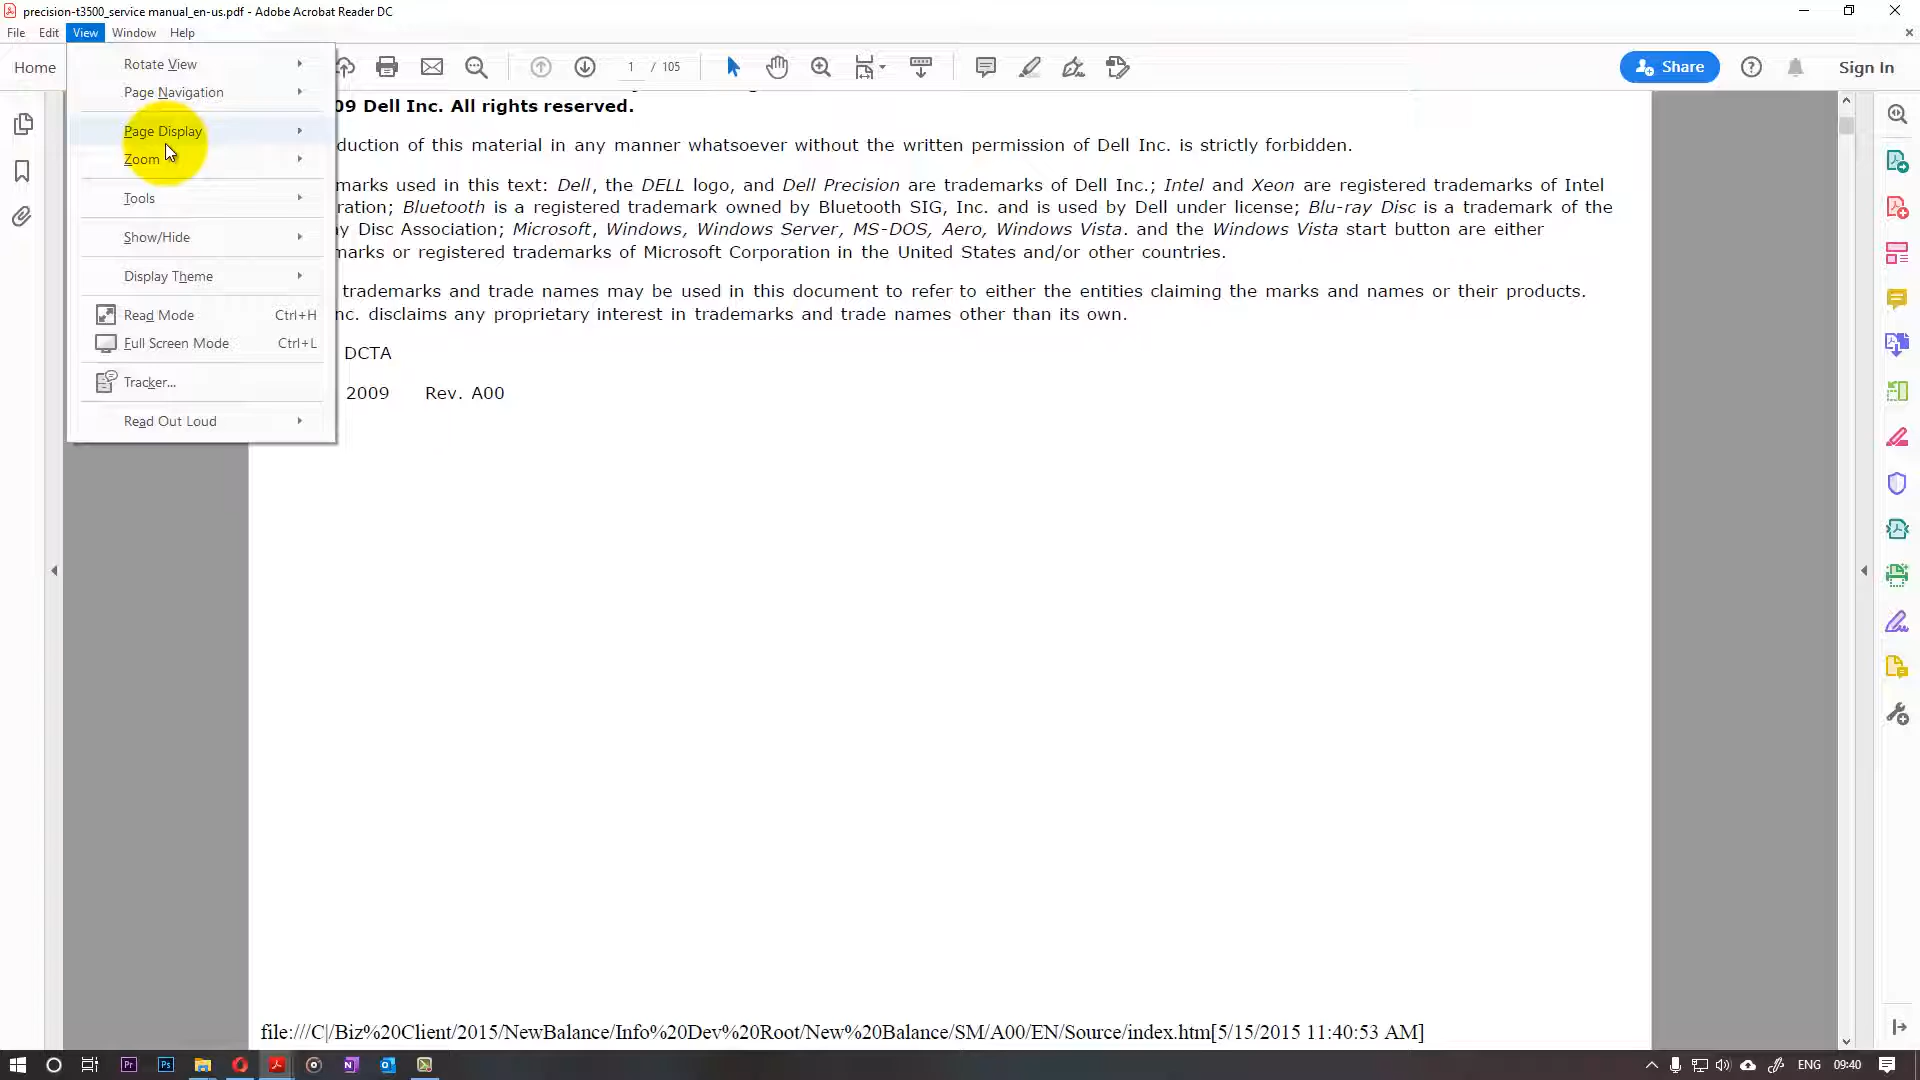 precision-t3500_service manual_en-us.pdf - Adobe Acrobat Reader DC
File Edit View Window Help
Home
1 / 105
Share
Sign In
Rotate View
Page Navigation
Page Display
Zoom
Tools
Show/Hide
Display Theme
Read Mode Ctrl+H
Full Screen Mode Ctrl+L
Tracker...
Read Out Loud
09 Dell Inc. All rights reserved.
duction of this material in any manner whatsoever without the written permission of Dell Inc. is strictly forbidden.
marks used in this text: Dell, the DELL logo, and Dell Precision are trademarks of Dell Inc.; Intel and Xeon are registered trademarks of Intel
ration; Bluetooth is a registered trademark owned by Bluetooth SIG, Inc. and is used by Dell under license; Blu-ray Disc is a trademark of the
y Disc Association; Microsoft, Windows, Windows Server, MS-DOS, Aero, Windows Vista. and the Windows Vista start button are either
marks or registered trademarks of Microsoft Corporation in the United States and/or other countries.
trademarks and trade names may be used in this document to refer to either the entities claiming the marks and names or their products.
nc. disclaims any proprietary interest in trademarks and trade names other than its own.
DCTA
2009 Rev. A00
file:///C|/Biz%20Client/2015/NewBalance/Info%20Dev%20Root/New%20Balance/SM/A00/EN/Source/index.htm[5/15/2015 11:40:53 AM]
Pr Ps
ENG 09:40